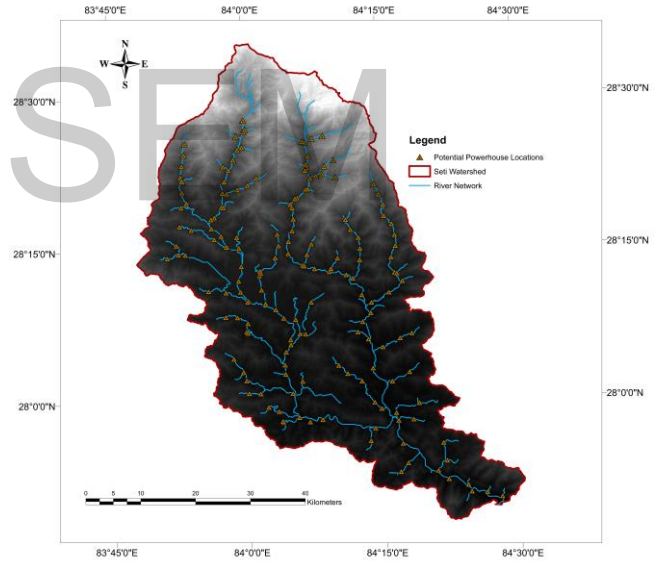 83°45'0"E 84°0'0"E 84°15'0"E 84°30'0"E
N
W E
S
SEM
28°30'0"N 28°30'0"N
Legend
Potential Powerhouse Locations
Seti Watershed
River Network
28°15'0"N 28°15'0"N
28°0'0"N 28°0'0"N
0 5 10 20 30 40
Kilometers
83°45'0"E 84°0'0"E 84°15'0"E 84°30'0"E